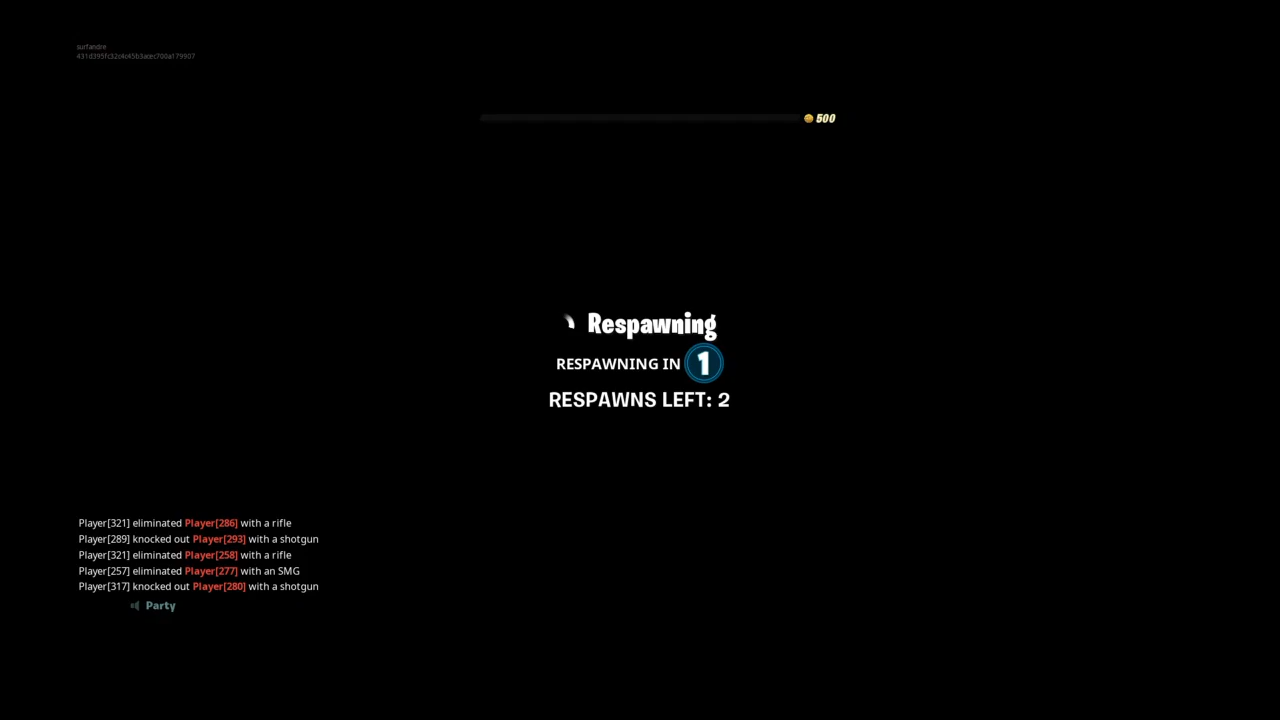 surfandre
500
Respawning
RESPAWNING IN 1
RESPAWNS LEFT: 2
Player[321] eliminated Player[286] with a rifle
Player[289] knocked out Player[293] with a shotgun
Player[321] eliminated Player[258] with a rifle
Player[257] eliminated Player[277] with an SMG
Player[317] knocked out Player[280] with a shotgun
Party